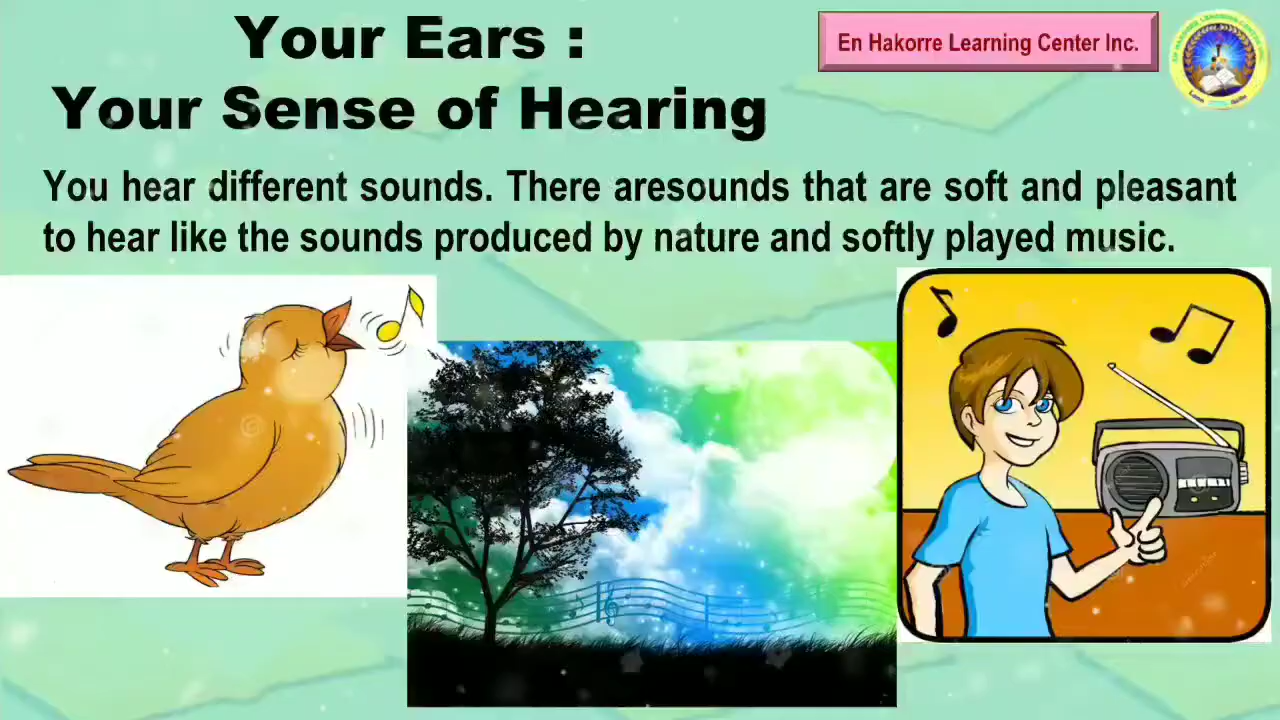 Your Ears :
Your Sense of Hearing
En Hakorre Learning Center Inc.
You hear different sounds. There aresounds that are soft and pleasant
to hear like the sounds produced by nature and softly played music.